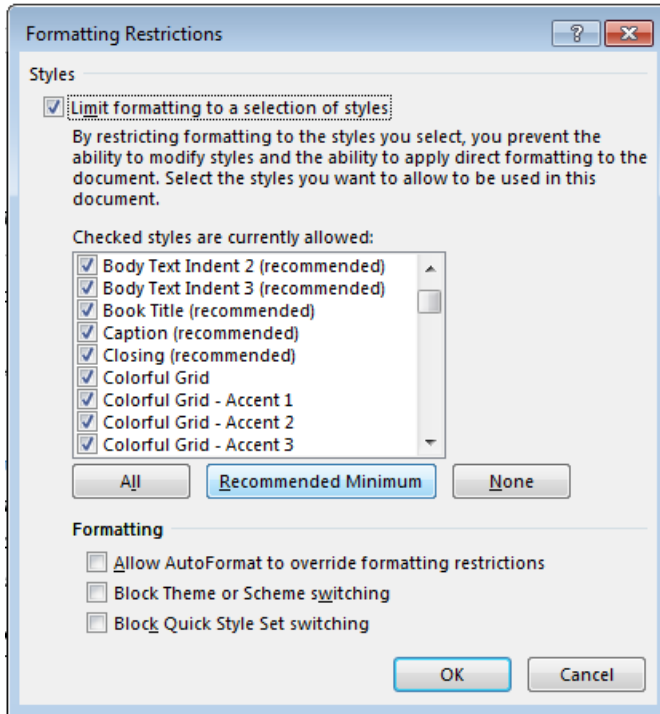 Formatting Restrictions
Styles
Limit formatting to a selection of styles
By restricting formatting to the styles you select, you prevent the
ability to modify styles and the ability to apply direct formatting to the
document. Select the styles you want to allow to be used in this
document.
Checked styles are currently allowed:
Body Text Indent 2 (recommended)
Body Text Indent 3 (recommended)
Book Title (recommended)
Caption (recommended)
Closing (recommended)
Colorful Grid
Colorful Grid - Accent 1
Colorful Grid - Accent 2
Colorful Grid - Accent 3
All Recommended Minimum None
Formatting
Allow AutoFormat to override formatting restrictions
Block Theme or Scheme switching
Block Quick Style Set switching
OK Cancel